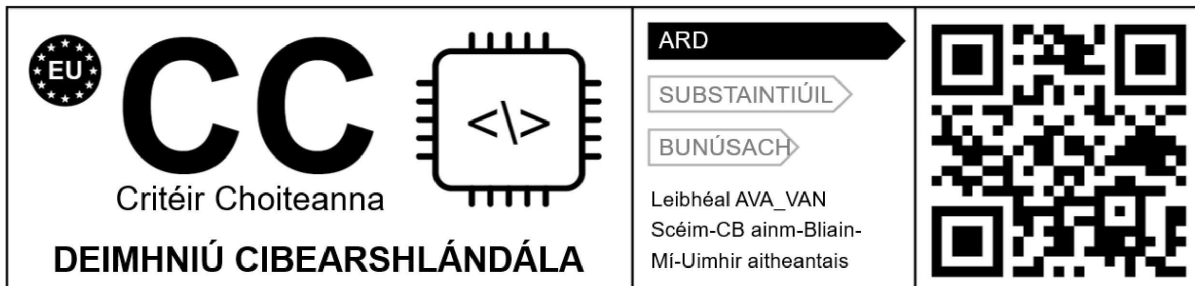 EU
CC
<\>
Critéir Choiteanna
DEIMHNIÚ CIBEARSHLÁNDÁLA
ARD
SUBSTAINTIÚIL
BUNÚSACH
Leibhéal AVA_VAN
Scéim-CB ainm-Bliain-
Mí-Uimhir aitheantais